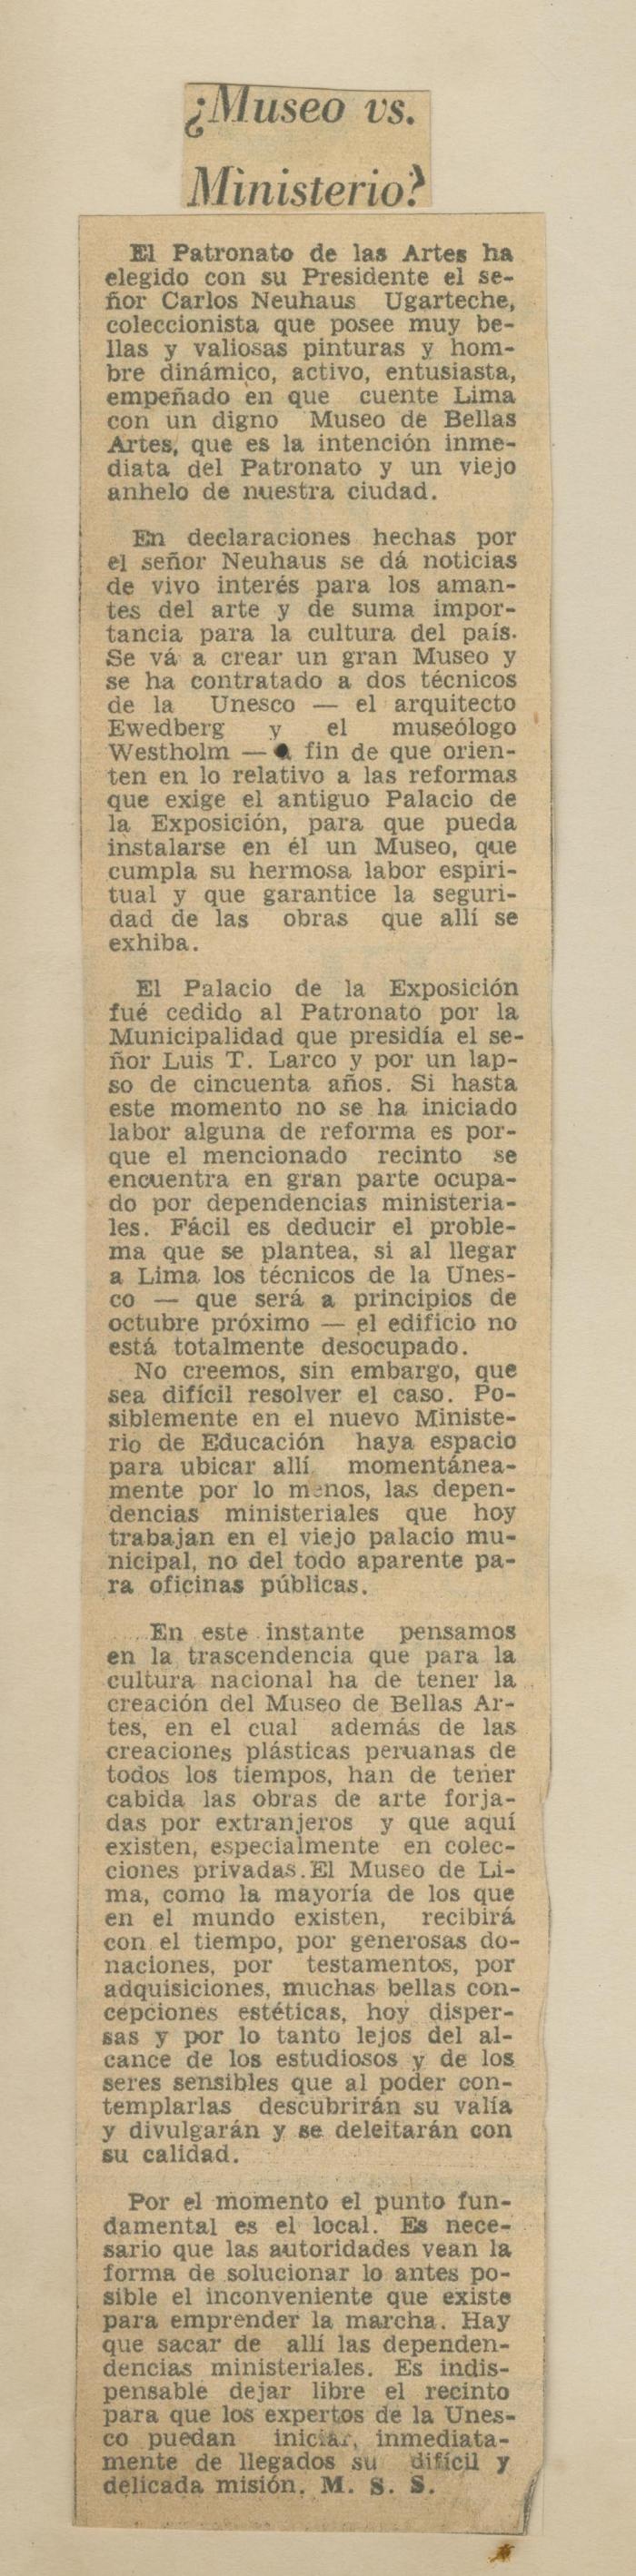 ¿Museo vs.
Ministerio?
El Patronato de las Artes ha
elegido con su Presidente el se-
ñor Carlos Neuhaus Ugarteche,
coleccionista que posee muy be-
llas y valiosas pinturas y hom-
bre dinámico, activo, entusiasta,
empeñado en que cuente Lima
con un digno Museo de Bellas
Artes, que es la intención inme-
diata del Patronato y un viejo
anhelo de nuestra ciudad.
En declaraciones hechas por
el señor Neuhaus se dá noticias
de vivo interés para los aman-
tes del arte y de suma impor-
tancia para la cultura del país.
Se vá a crear un gran Museo y
se ha contratado a dos técnicos
de la Unesco — el arquitecto
Ewedberg y el museólogo
Westholm — a fin de que orien-
ten en lo relativo a las reformas
que exige el antiguo Palacio de
la Exposición, para que pueda
instalarse en él un Museo, que
cumpla su hermosa labor espiri-
tual y que garantice la seguri-
dad de las obras que allí se
exhiba.
El Palacio de la Exposición
fué cedido al Patronato por la
Municipalidad que presidía el se-
ñor Luis T. Larco y por un lap-
so de cincuenta años. Si hasta
este momento no se ha iniciado
labor alguna de reforma es por-
que el mencionado recinto se
encuentra en gran parte ocupa-
do por dependencias ministeria-
les. Fácil es deducir el proble-
ma que se plantea, si al llegar
a Lima los técnicos de la Unes-
co — que será a principios de
octubre próximo — el edificio no
está totalmente desocupado.
No creemos, sin embargo, que
sea difícil resolver el caso. Po-
siblemente en el nuevo Ministe-
rio de Educación haya espacio
para ubicar allí momentánea-
mente por lo menos, las depen-
dencias ministeriales que hoy
trabajan en el viejo palacio mu-
nicipal, no del todo aparente pa-
ra oficinas públicas.
En este instante pensamos
en la trascendencia que para la
cultura nacional ha de tener la
creación del Museo de Bellas Ar-
tes, en el cual además de las
creaciones plásticas peruanas de
todos los tiempos, han de tener
cabida las obras de arte forja-
das por extranjeros y que aquí
existen, especialmente en colec-
ciones privadas. El Museo de Li-
ma, como la mayoría de los que
en el mundo existen, recibirá
con el tiempo, por generosas do-
naciones, por testamentos, por
adquisiciones, muchas bellas con-
cepciones estéticas, hoy disper-
sas y por lo tanto lejos del al-
cance de los estudiosos y de los
seres sensibles que al poder con-
templarlas descubrirán su valía
y divulgarán y se deleitarán con
su calidad.
Por el momento el punto fun-
damental es el local. Es nece-
sario que las autoridades vean la
forma de solucionar lo antes po-
sible el inconveniente que existe
para emprender la marcha. Hay
que sacar de allí las dependen-
dencias ministeriales. Es indis-
pensable dejar libre el recinto
para que los expertos de la Unes-
co puedan iniciar, inmediata-
mente de llegados su difícil y
delicada misión. M. S. S.